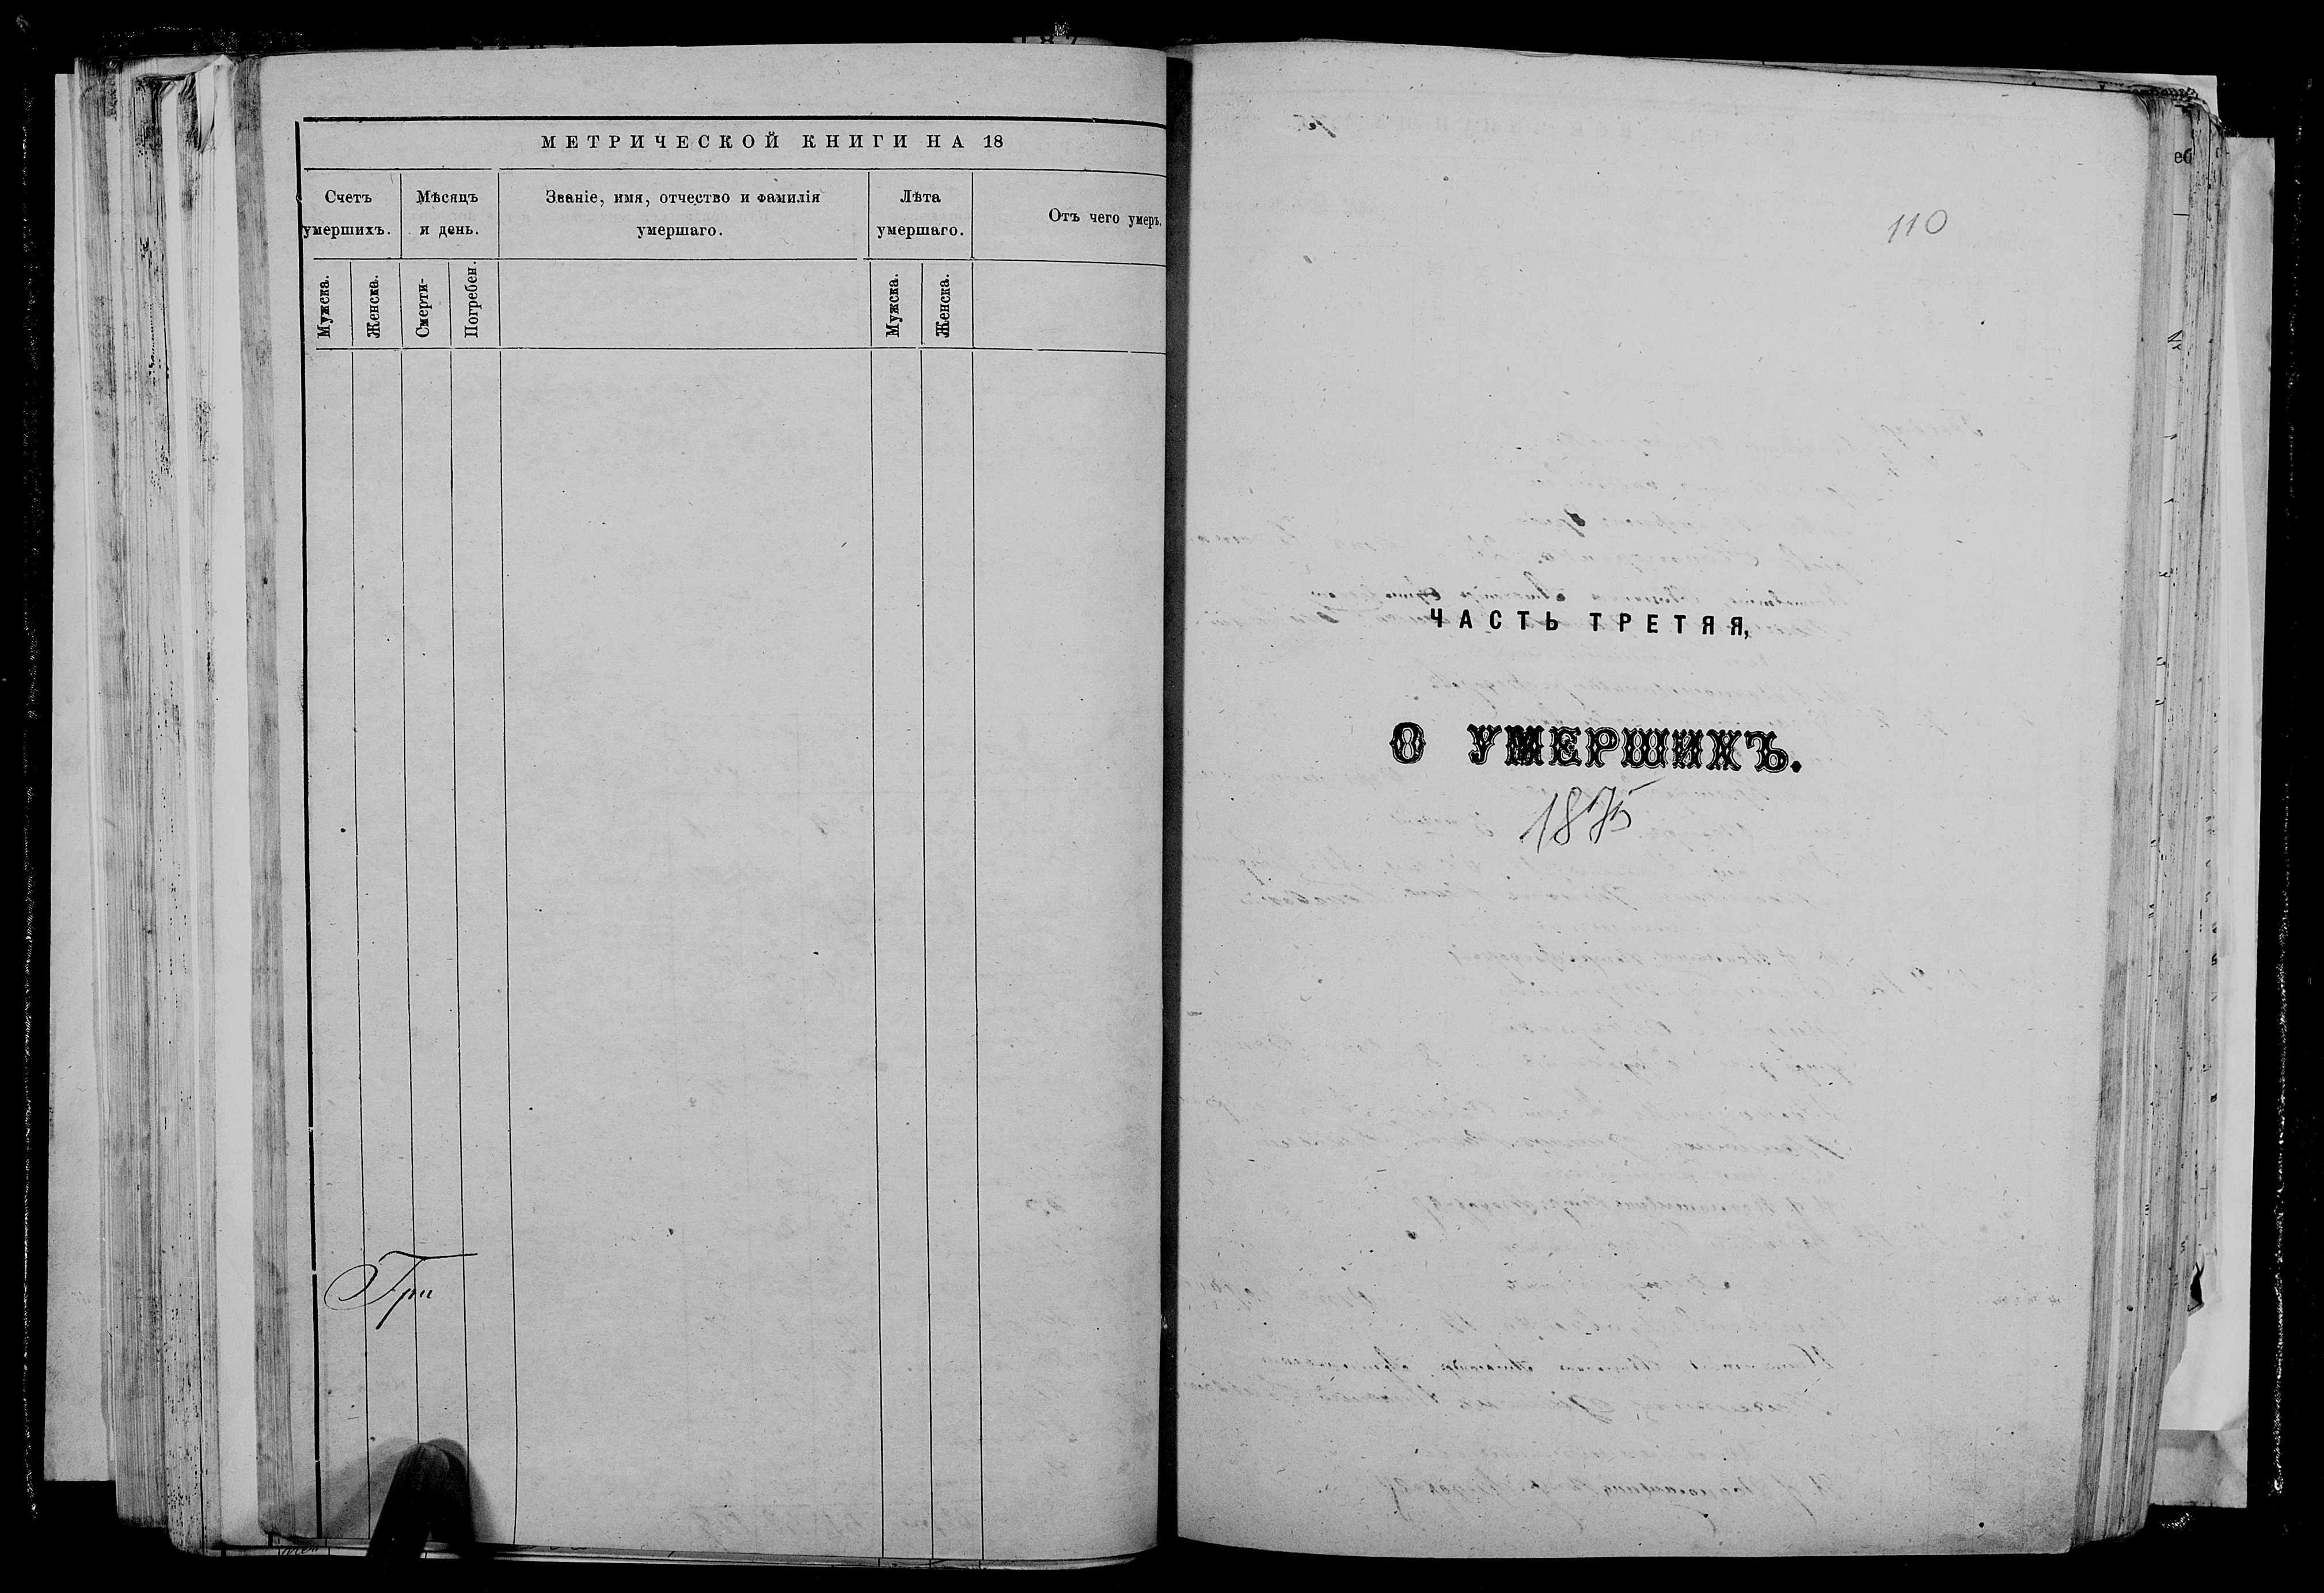 МЕТРИЧЕСКОЙ КНИГИ НА 18
Счетъ умершихъ.
Мѣсяцъ и день.
Званіе, имя, отчество и фамилія умершаго.
Лѣта умершаго.
Отъ чего умеръ.
Мужска.
Женска.
Смерти-
Погребен.
Мужска.
Женска.
Гри
110
ЧАСТЬ ТРЕТЯЯ,
О УМЕРШИХЪ.
1875